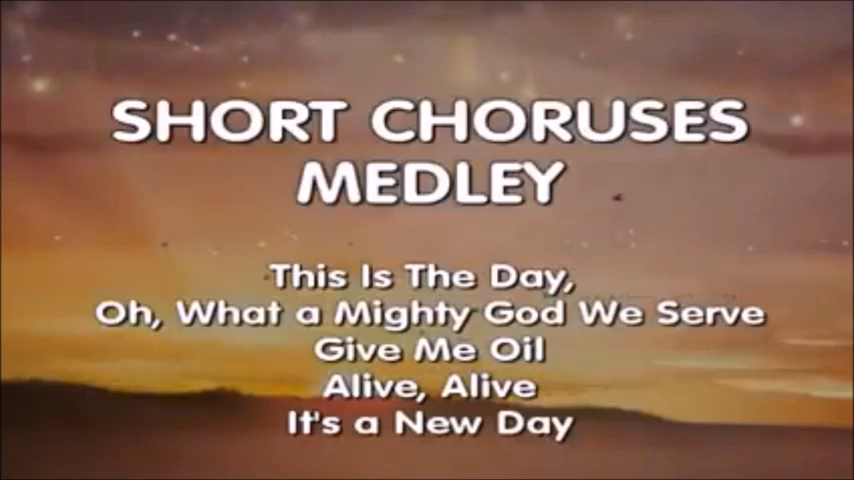 SHORT CHORUSES
MEDLEY
This Is The Day,
Oh, What a Mighty God We Serve
Give Me Oil
Alive, Alive
It's a New Day